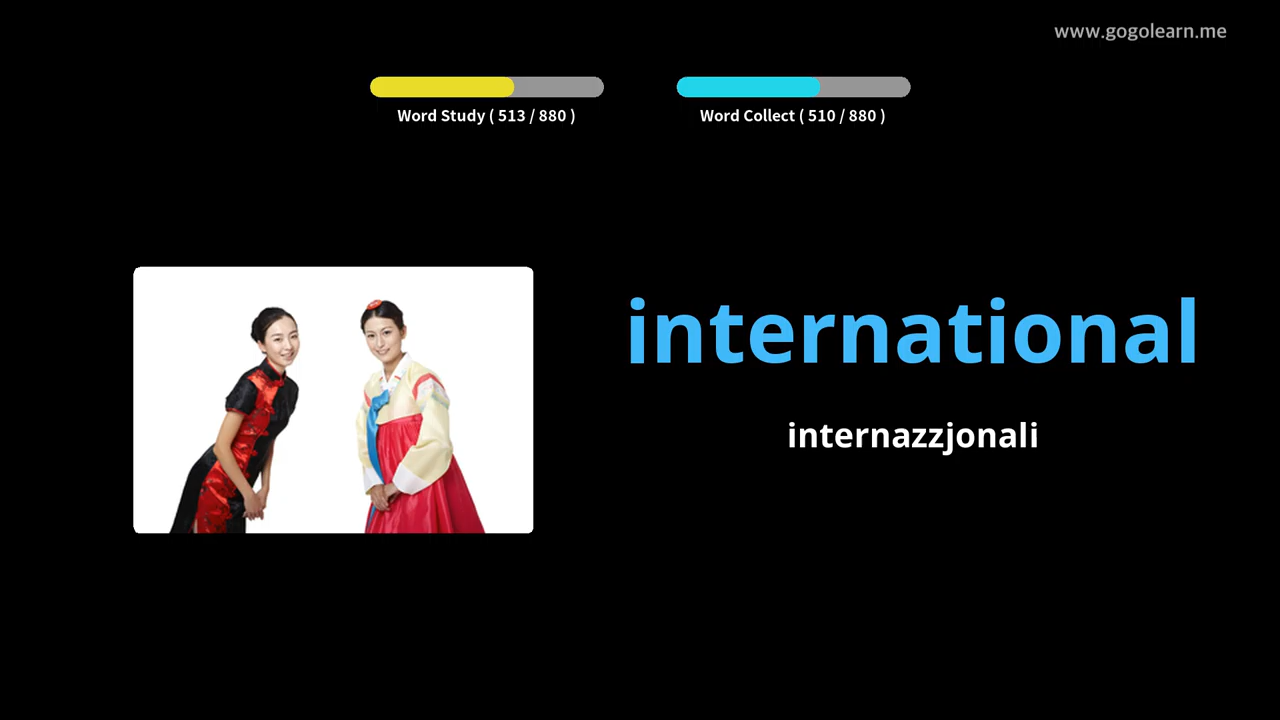 www.gogolearn.me
Word Study ( 513 / 880 )
Word Collect ( 510 / 880 )
international
internazzjonali